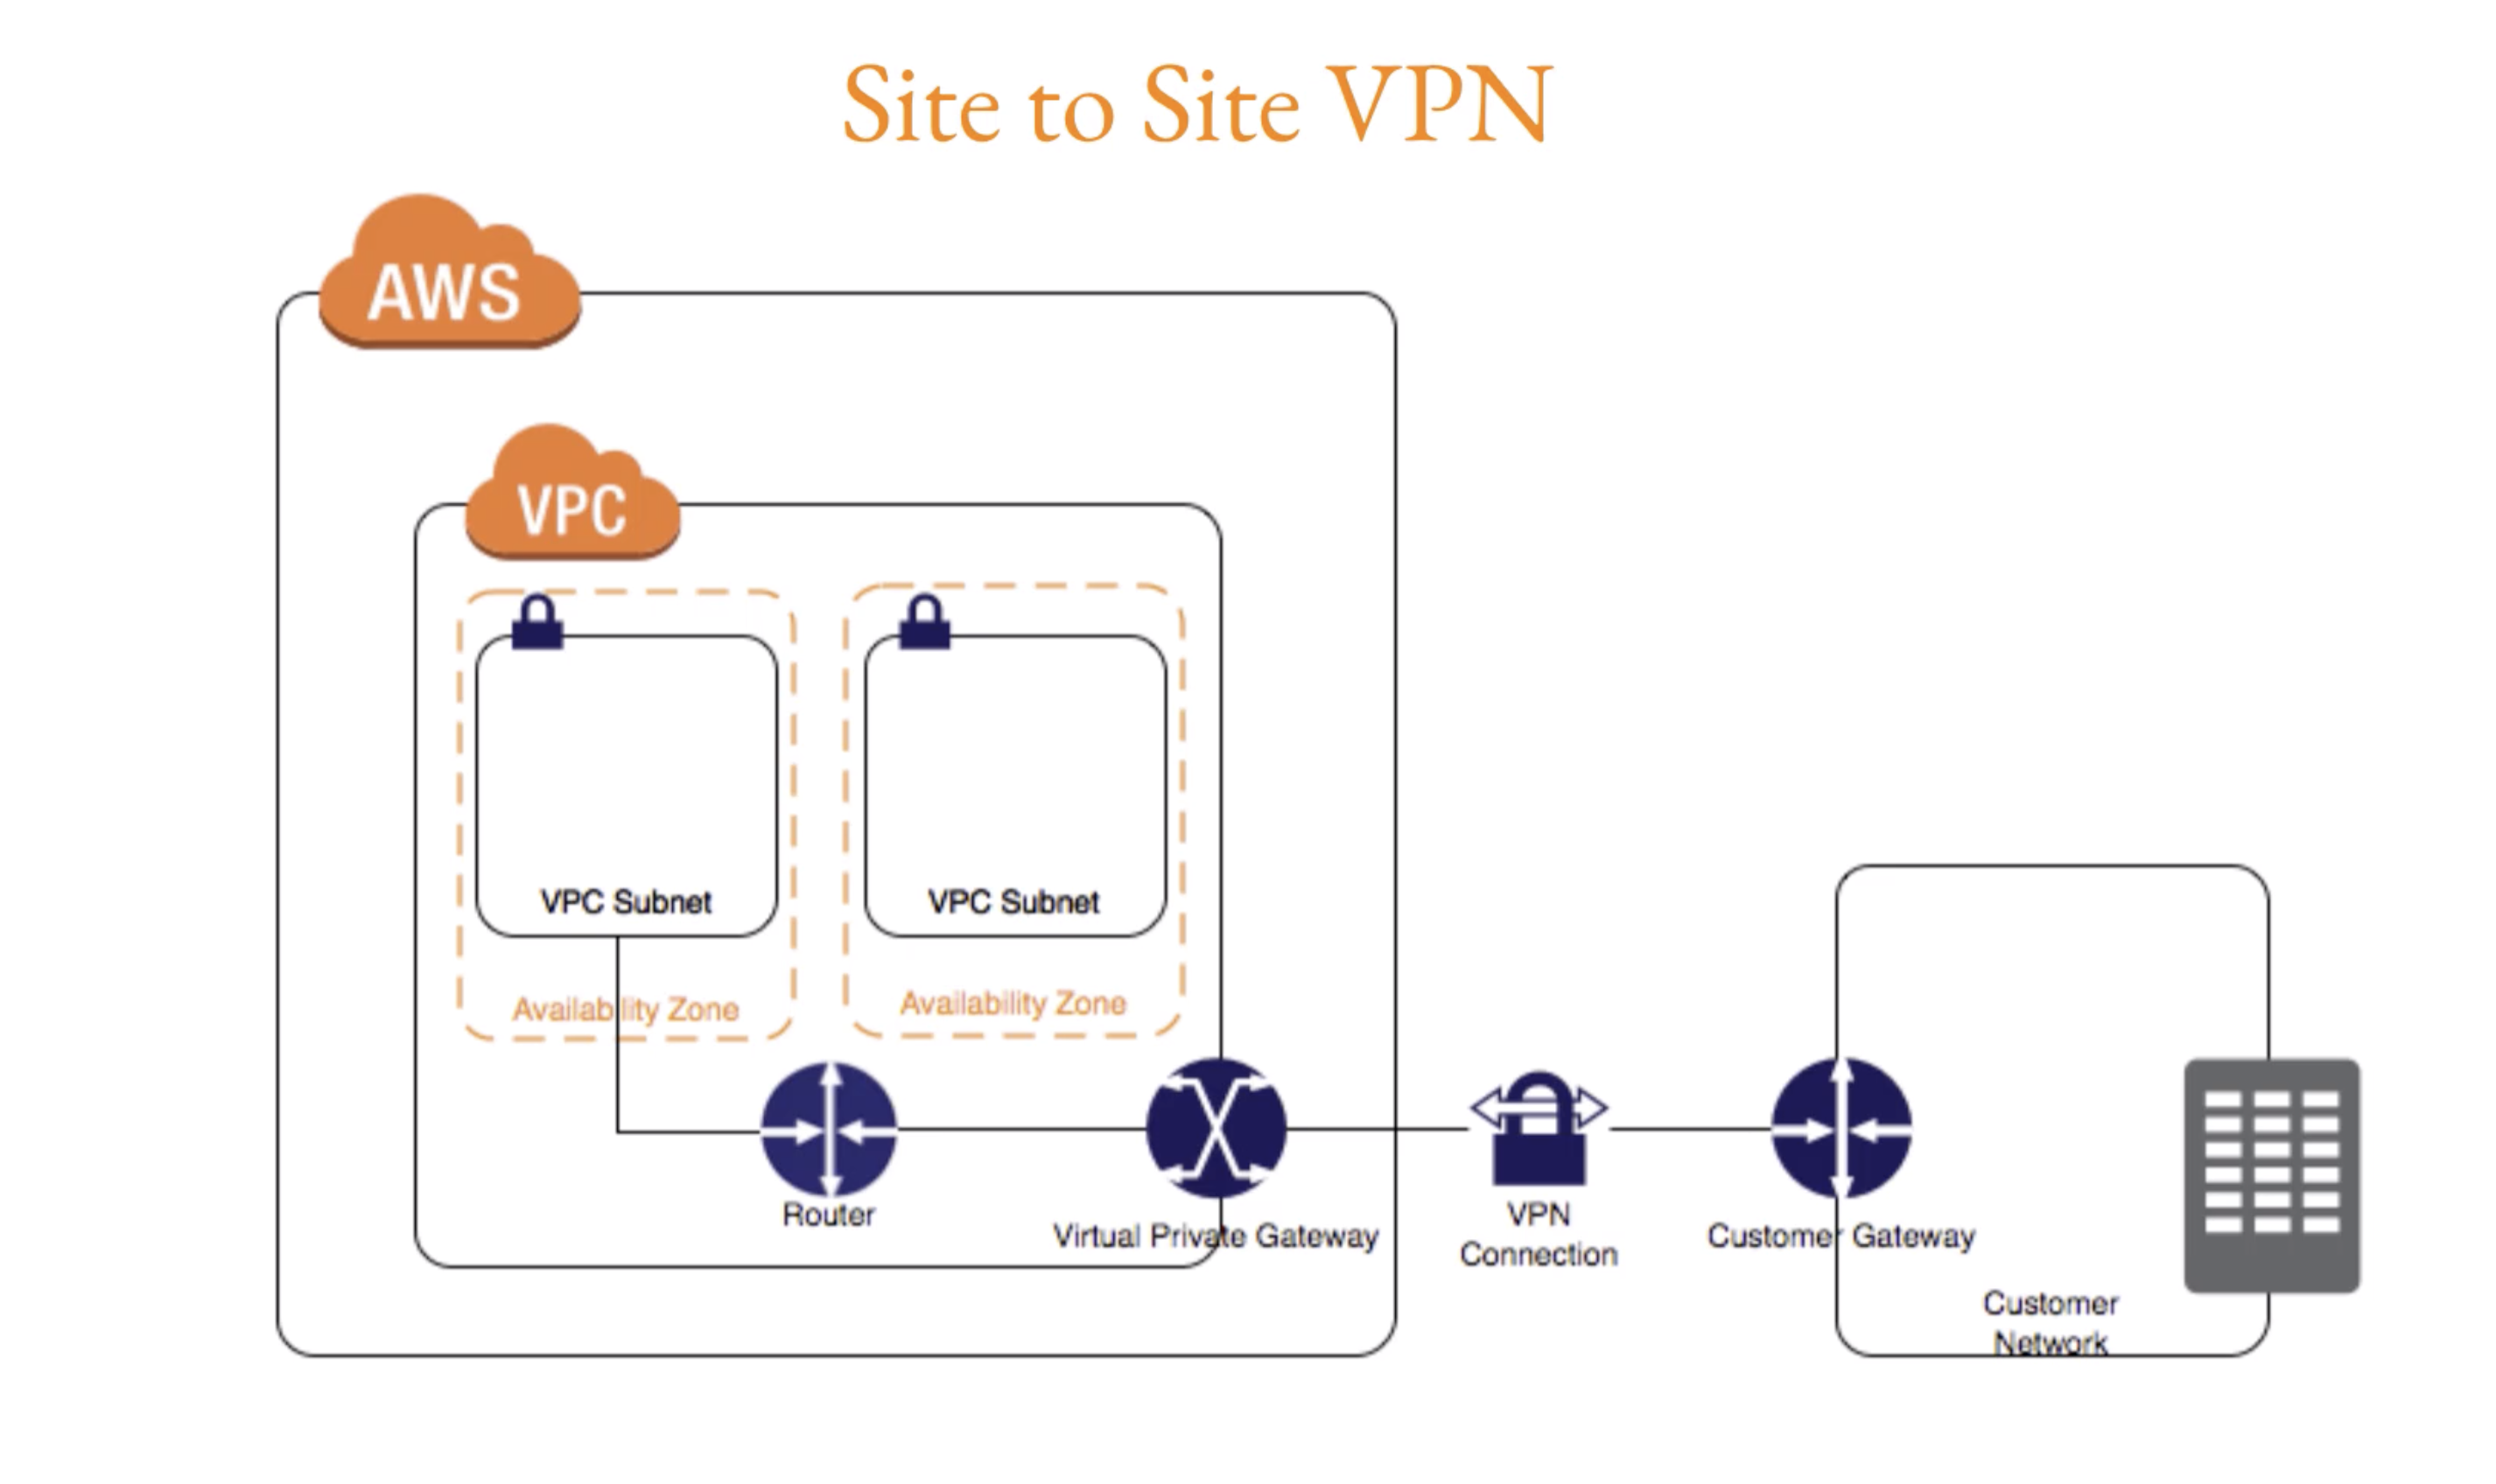 Site to Site VPN
AWS
VPC
VPC Subnet
VPC Subnet
Availability Zone
Availability Zone
Router
Virtual Private Gateway
VPN
Connection
Customer Gateway
Customer
Network